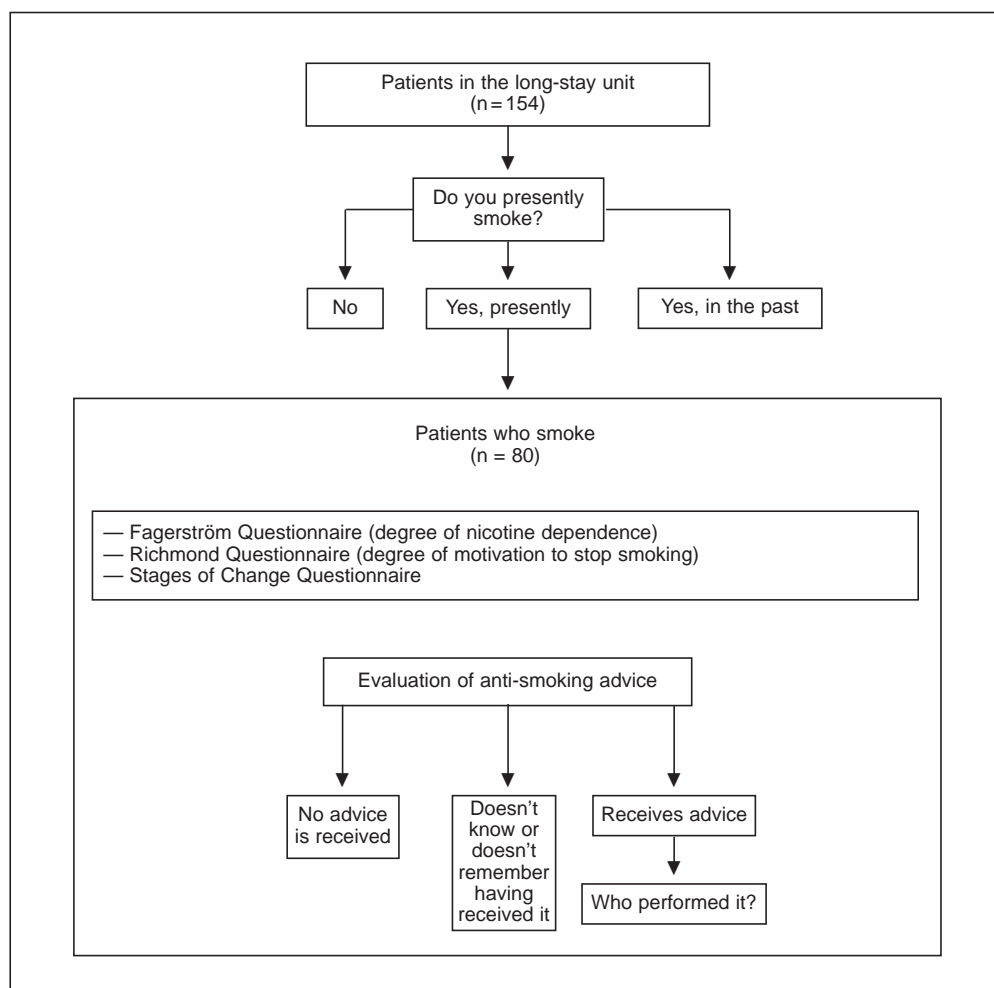 Patients in the long-stay unit
(n = 154)
Do you presently
smoke?
No
Yes, presently
Yes, in the past
Patients who smoke
(n = 80)
— Fagerström Questionnaire (degree of nicotine dependence)
— Richmond Questionnaire (degree of motivation to stop smoking)
— Stages of Change Questionnaire
Evaluation of anti-smoking advice
No advice
is received
Doesn't
know or
doesn't
remember
having
received it
Receives advice
Who performed it?